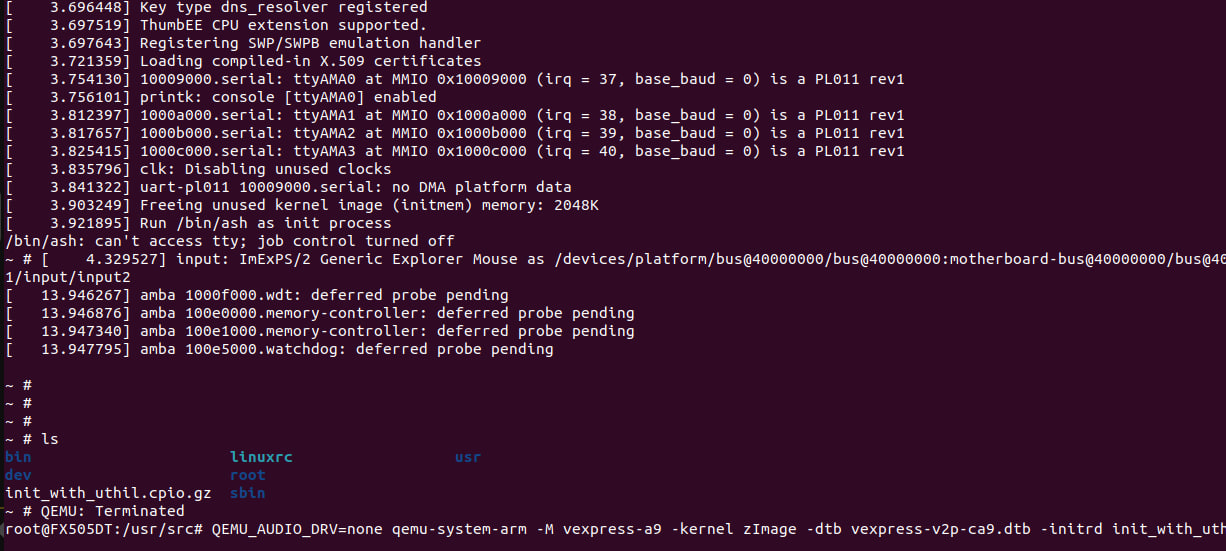 [    3.696448] Key type dns_resolver registered
[    3.697519] ThumbEE CPU extension supported.
[    3.697643] Registering SWP/SWPB emulation handler
[    3.721359] Loading compiled-in X.509 certificates
[    3.754130] 10009000.serial: ttyAMA0 at MMIO 0x10009000 (irq = 37, base_baud = 0) is a PL011 rev1
[    3.756101] printk: console [ttyAMA0] enabled
[    3.812397] 1000a000.serial: ttyAMA1 at MMIO 0x1000a000 (irq = 38, base_baud = 0) is a PL011 rev1
[    3.817657] 1000b000.serial: ttyAMA2 at MMIO 0x1000b000 (irq = 39, base_baud = 0) is a PL011 rev1
[    3.825415] 1000c000.serial: ttyAMA3 at MMIO 0x1000c000 (irq = 40, base_baud = 0) is a PL011 rev1
[    3.835796] clk: Disabling unused clocks
[    3.841322] uart-pl011 10009000.serial: no DMA platform data
[    3.903249] Freeing unused kernel image (initmem) memory: 2048K
[    3.921895] Run /bin/ash as init process
/bin/ash: can't access tty; job control turned off
~ # [    4.329527] input: ImExPS/2 Generic Explorer Mouse as /devices/platform/bus@40000000/bus@40000000:motherboard-bus@40000000/bus@40
1/input/input2
[   13.946267] amba 1000f000.wdt: deferred probe pending
[   13.946876] amba 100e0000.memory-controller: deferred probe pending
[   13.947340] amba 100e1000.memory-controller: deferred probe pending
[   13.947795] amba 100e5000.watchdog: deferred probe pending
~ #
~ #
~ #
~ # ls
bin                      linuxrc                  usr
dev                      root
init_with_uthil.cpio.gz  sbin
~ # QEMU: Terminated
root@FX505DT:/usr/src# QEMU_AUDIO_DRV=none qemu-system-arm -M vexpress-a9 -kernel zImage -dtb vexpress-v2p-ca9.dtb -initrd init_with_uth